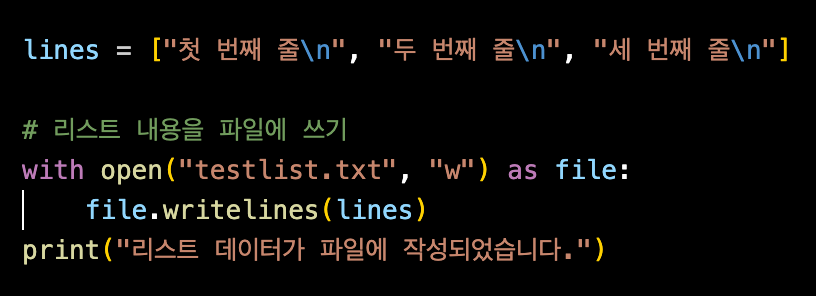 lines = ["첫 번째 줄\n", "두 번째 줄\n", "세 번째 줄\n"]
# 리스트 내용을 파일에 쓰기
with open("testlist.txt", "w") as file:
    file.writelines(lines)
print("리스트 데이터가 파일에 작성되었습니다.")